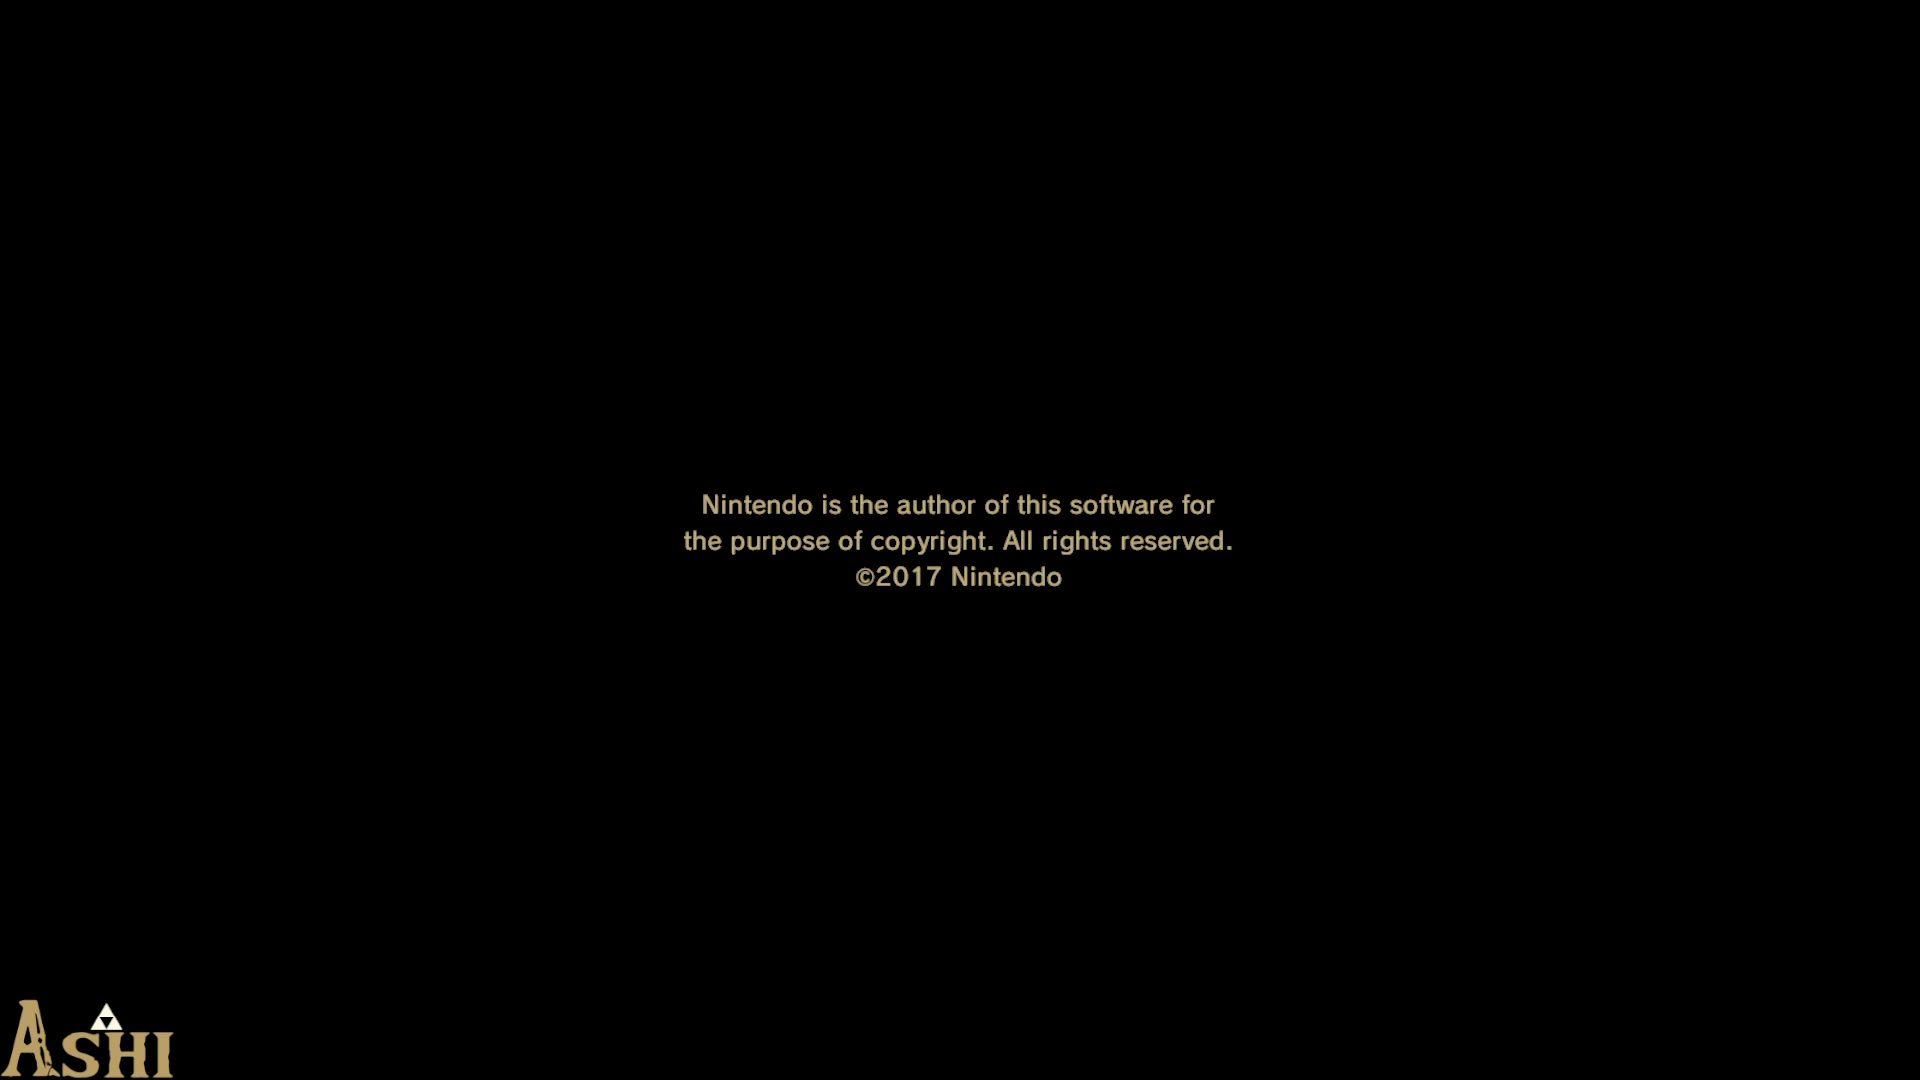 Nintendo is the author of this software for
the purpose of copyright. All rights reserved.
©2017 Nintendo
ASHI